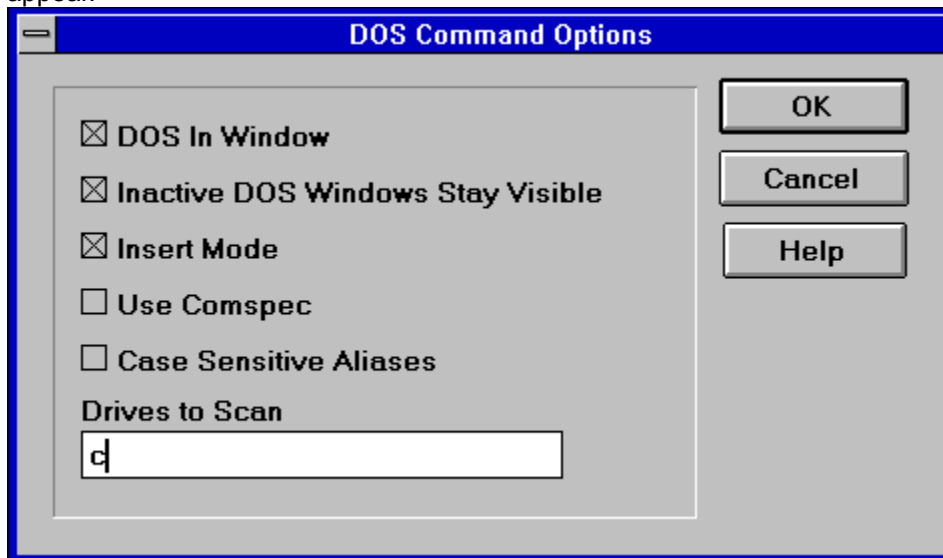 DOS Command Options
DOS In Window
Inactive DOS Windows Stay Visible
Insert Mode
Use Comspec
Case Sensitive Aliases
Drives to Scan
c
OK
Cancel
Help